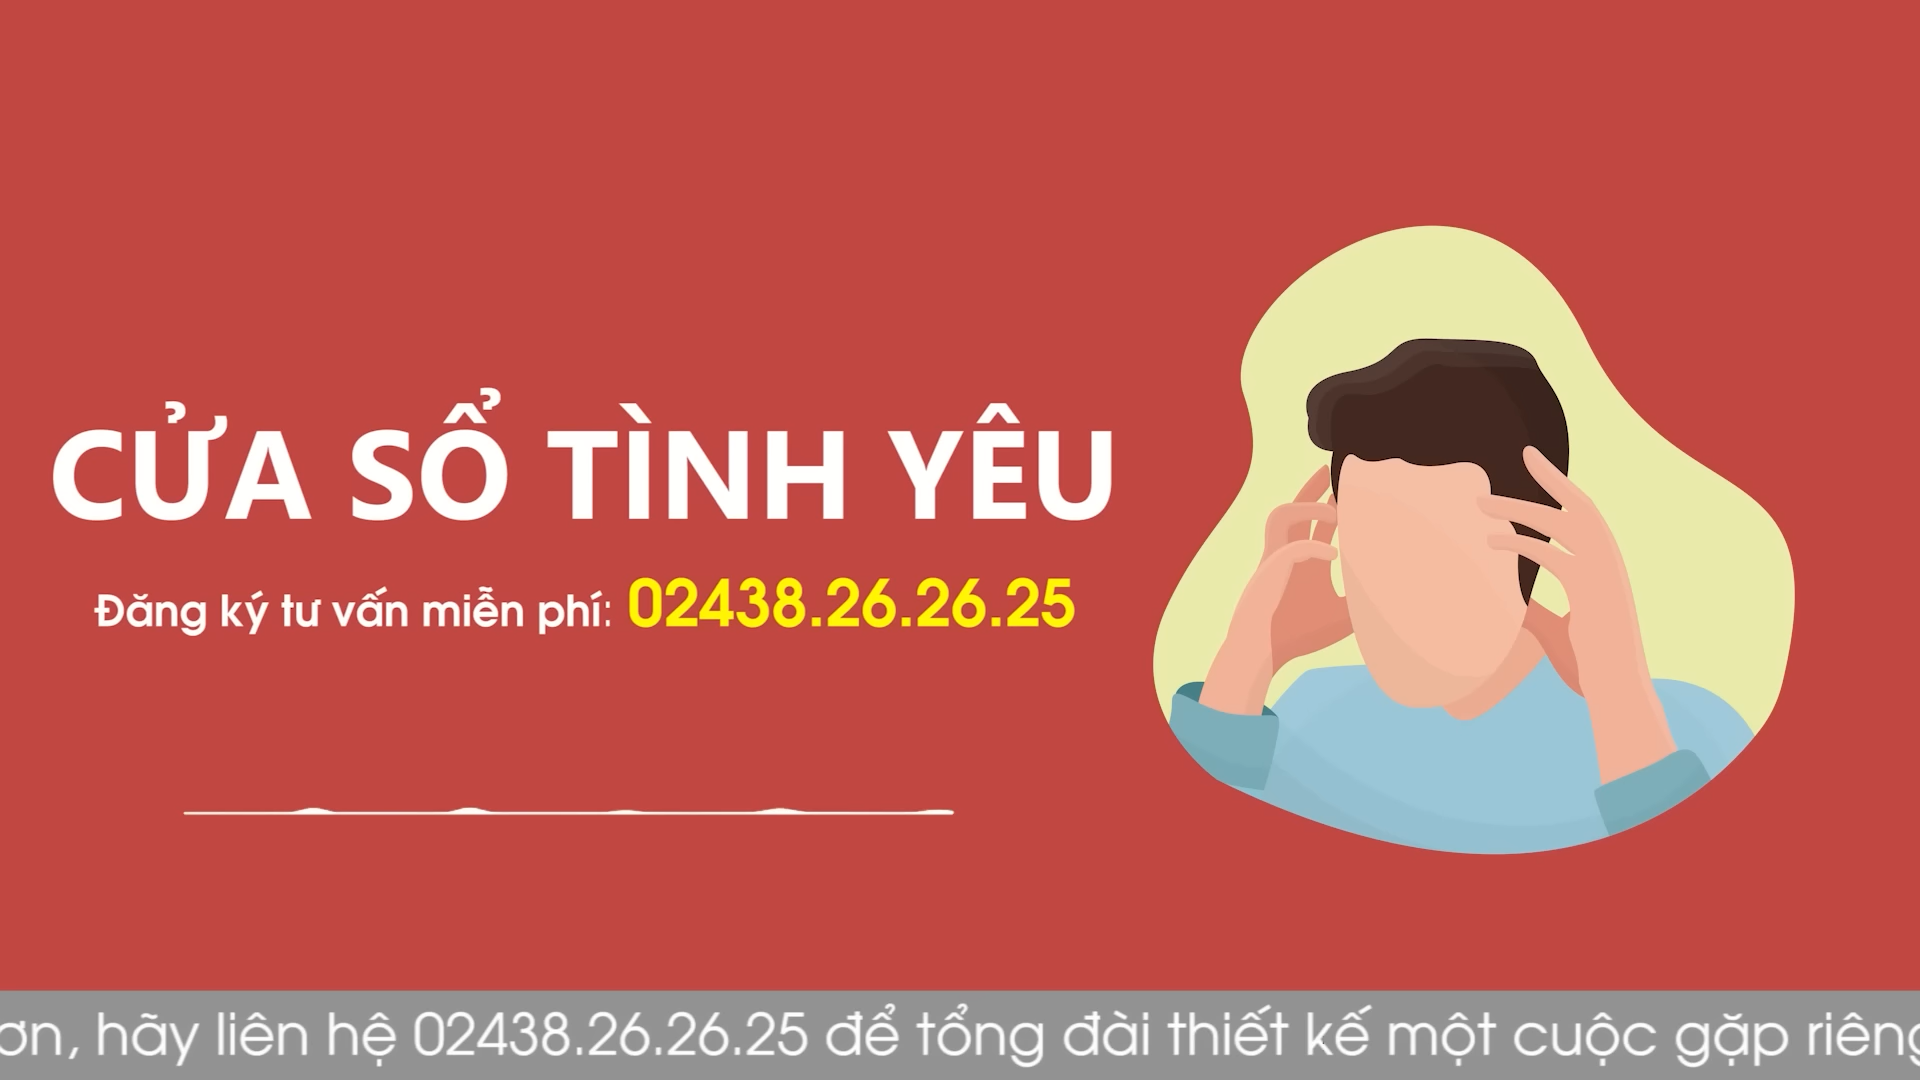 CỬA SỔ TÌNH YÊU
Đăng ký tư vấn miễn phí: 02438.26.26.25
ơn, hãy liên hệ 02438.26.26.25 để tổng đài thiết kế một cuộc gặp riêng